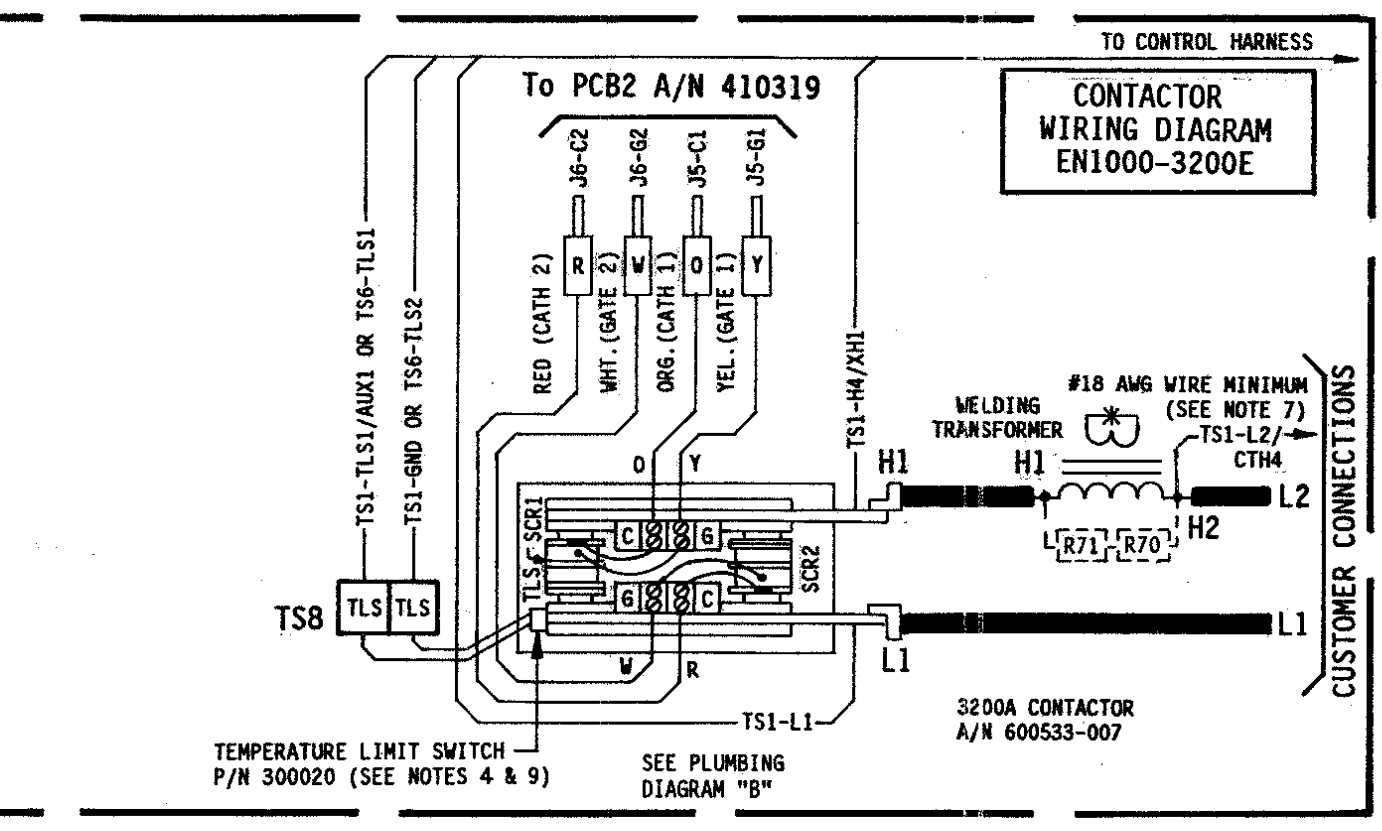 TO CONTROL HARNESS
To PCB2 A/N 410319
CONTACTOR
WIRING DIAGRAM
EN1000-3200E
J6-C2
J6-G2
J5-C1
J5-G1
R
W
O
Y
RED (CATH 2)
WHT.(GATE 2)
ORG.(CATH 1)
YEL.(GATE 1)
TS1-TLS1/AUX1 OR TS6-TLS1
TS1-GND OR TS6-TLS2
TS1-H4/XH1
#18 AWG WIRE MINIMUM
(SEE NOTE 7)
WELDING
TRANSFORMER
TS1-L2/
CTH4
O
Y
H1
H1
L2
H2
R71
R70
SCR1
TLS
C
G
G
C
SCR2
TS8
TLS
TLS
L1
L1
W
R
CUSTOMER CONNECTIONS
TS1-L1
3200A CONTACTOR
A/N 600533-007
TEMPERATURE LIMIT SWITCH
P/N 300020 (SEE NOTES 4 & 9)
SEE PLUMBING
DIAGRAM "B"